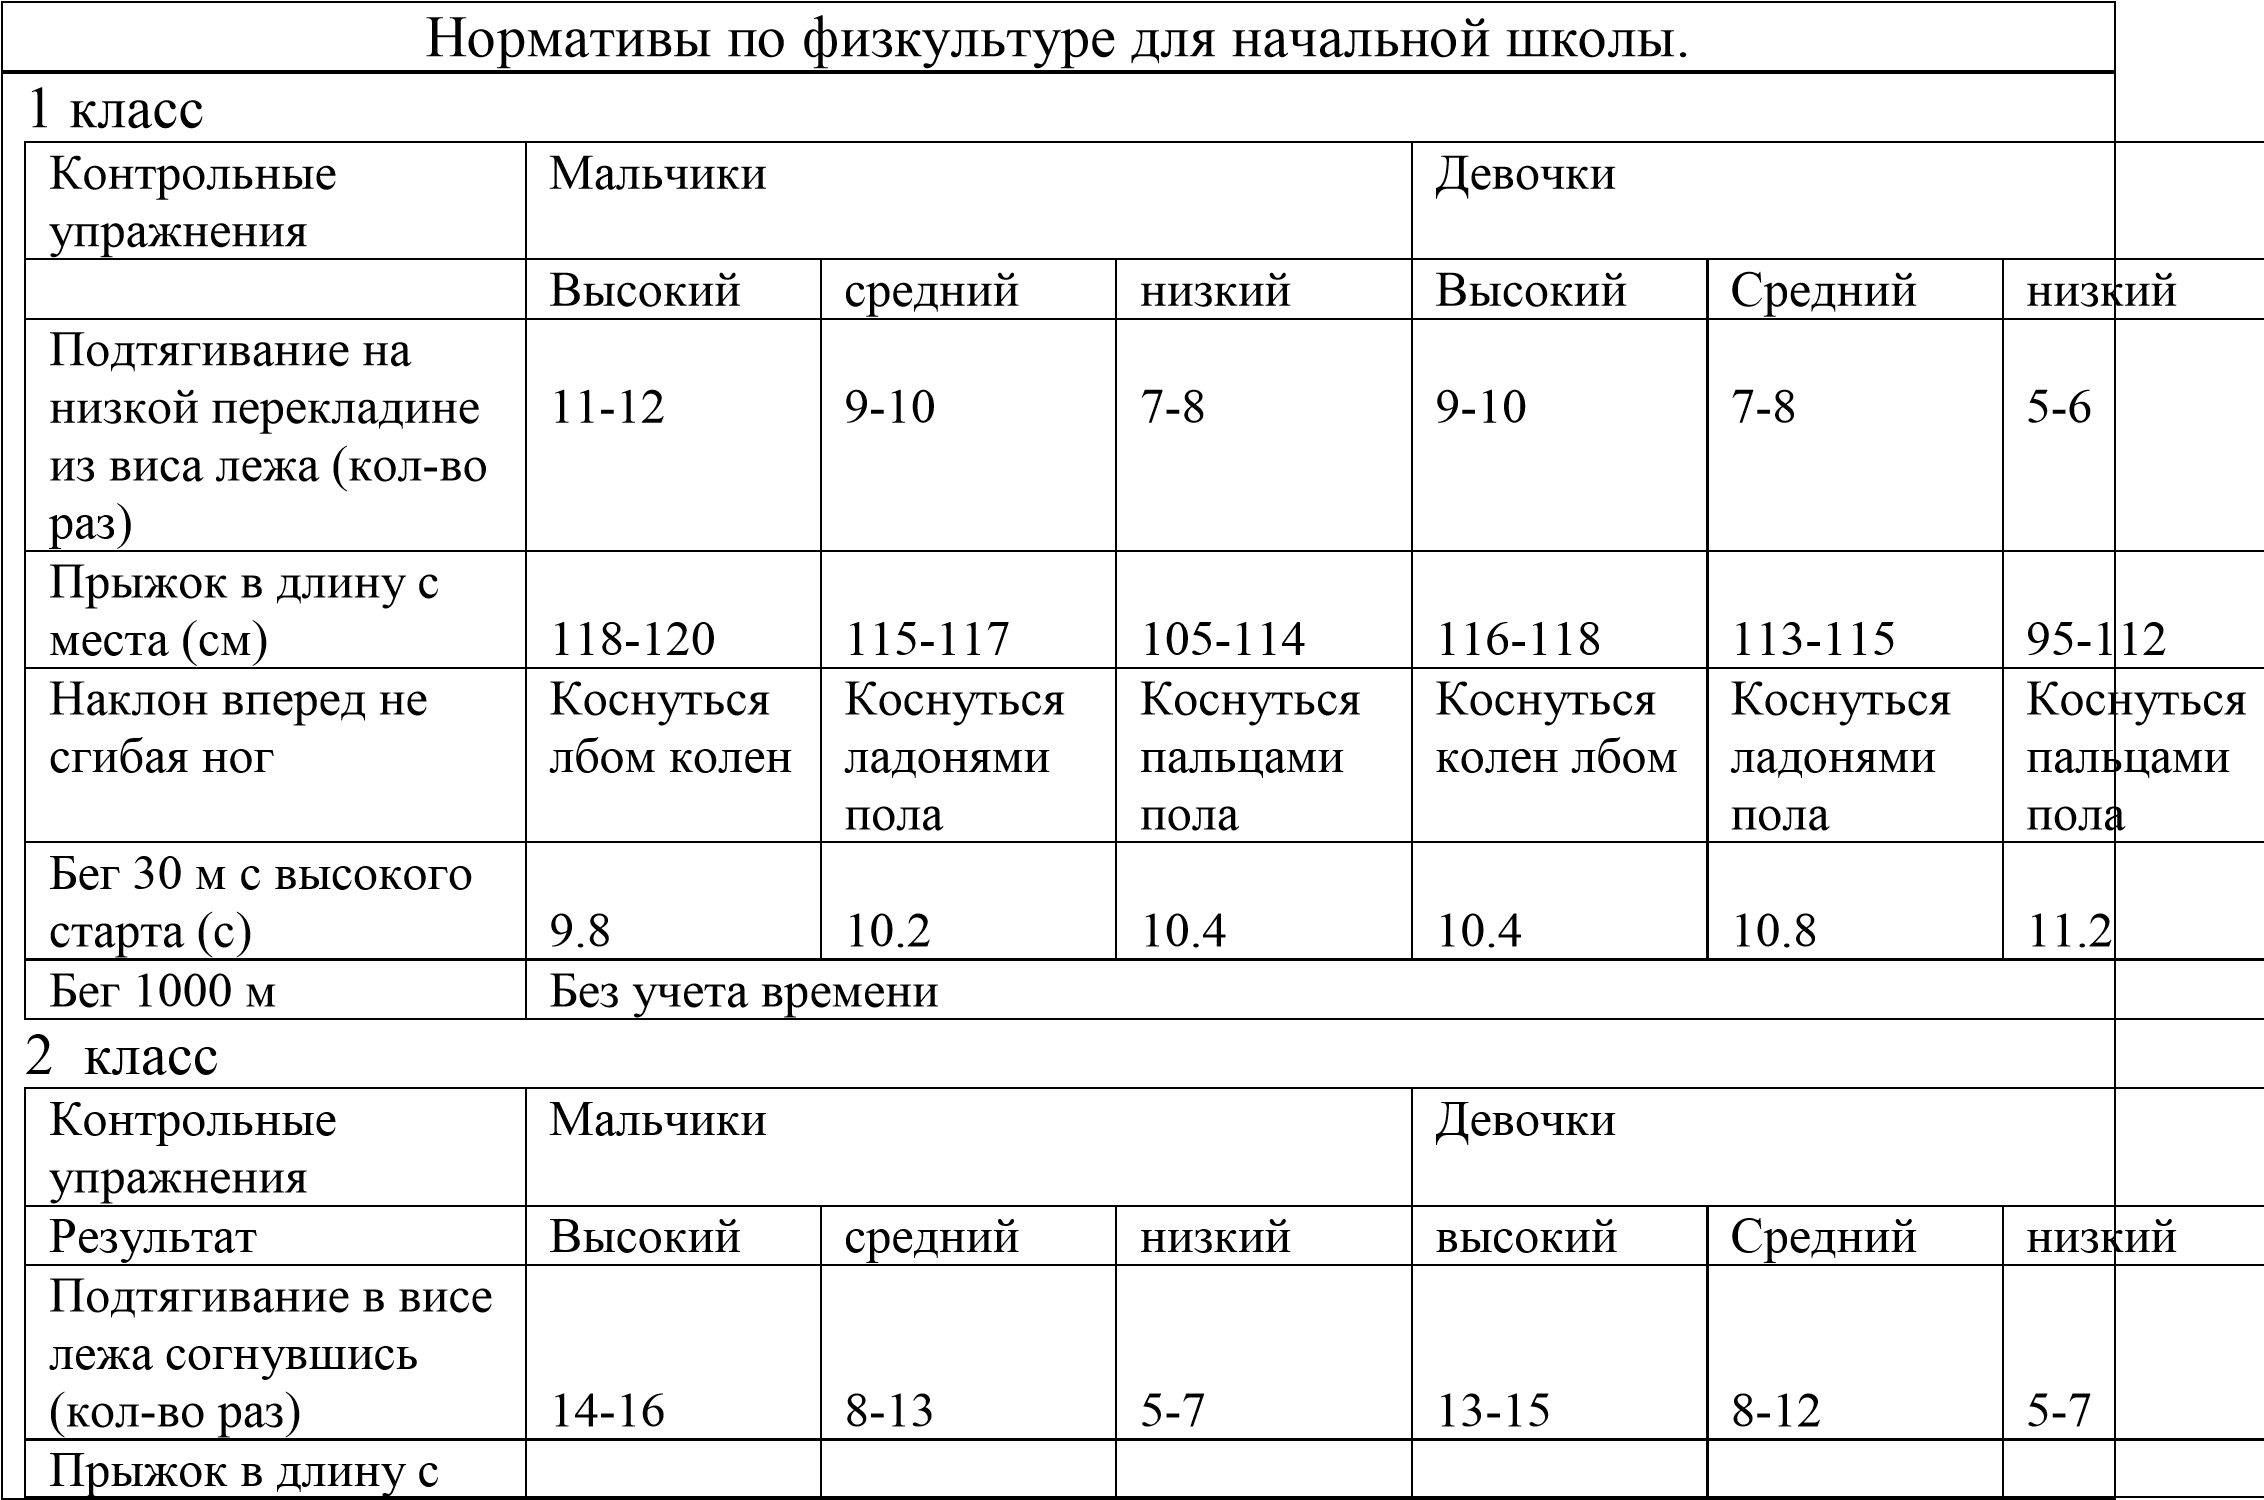 Нормативы по физкультуре для начальной школы.
1 класс
Контрольные упражнения Мальчики Девочки
Высокий средний низкий Высокий Средний низкий
Подтягивание на
низкой перекладине 11-12 9-10 7-8 9-10 7-8 5-6
из виса лежа (кол-во
раз)
Прыжок в длину с
места (см) 118-120 115-117 105-114 116-118 113-115 95-112
Наклон вперед не Коснуться Коснуться Коснуться Коснуться Коснуться Коснуться
сгибая ног лбом колен ладонями пальцами колен лбом ладонями пальцами
пола пола пола пола
Бег 30 м с высокого
старта (с) 9.8 10.2 10.4 10.4 10.8 11.2
Бег 1000 м Без учета времени
2 класс
Контрольные Мальчики Девочки
упражнения
Результат Высокий средний низкий высокий Средний низкий
Подтягивание в висе
лежа согнувшись
(кол-во раз) 14-16 8-13 5-7 13-15 8-12 5-7
Прыжок в длину с